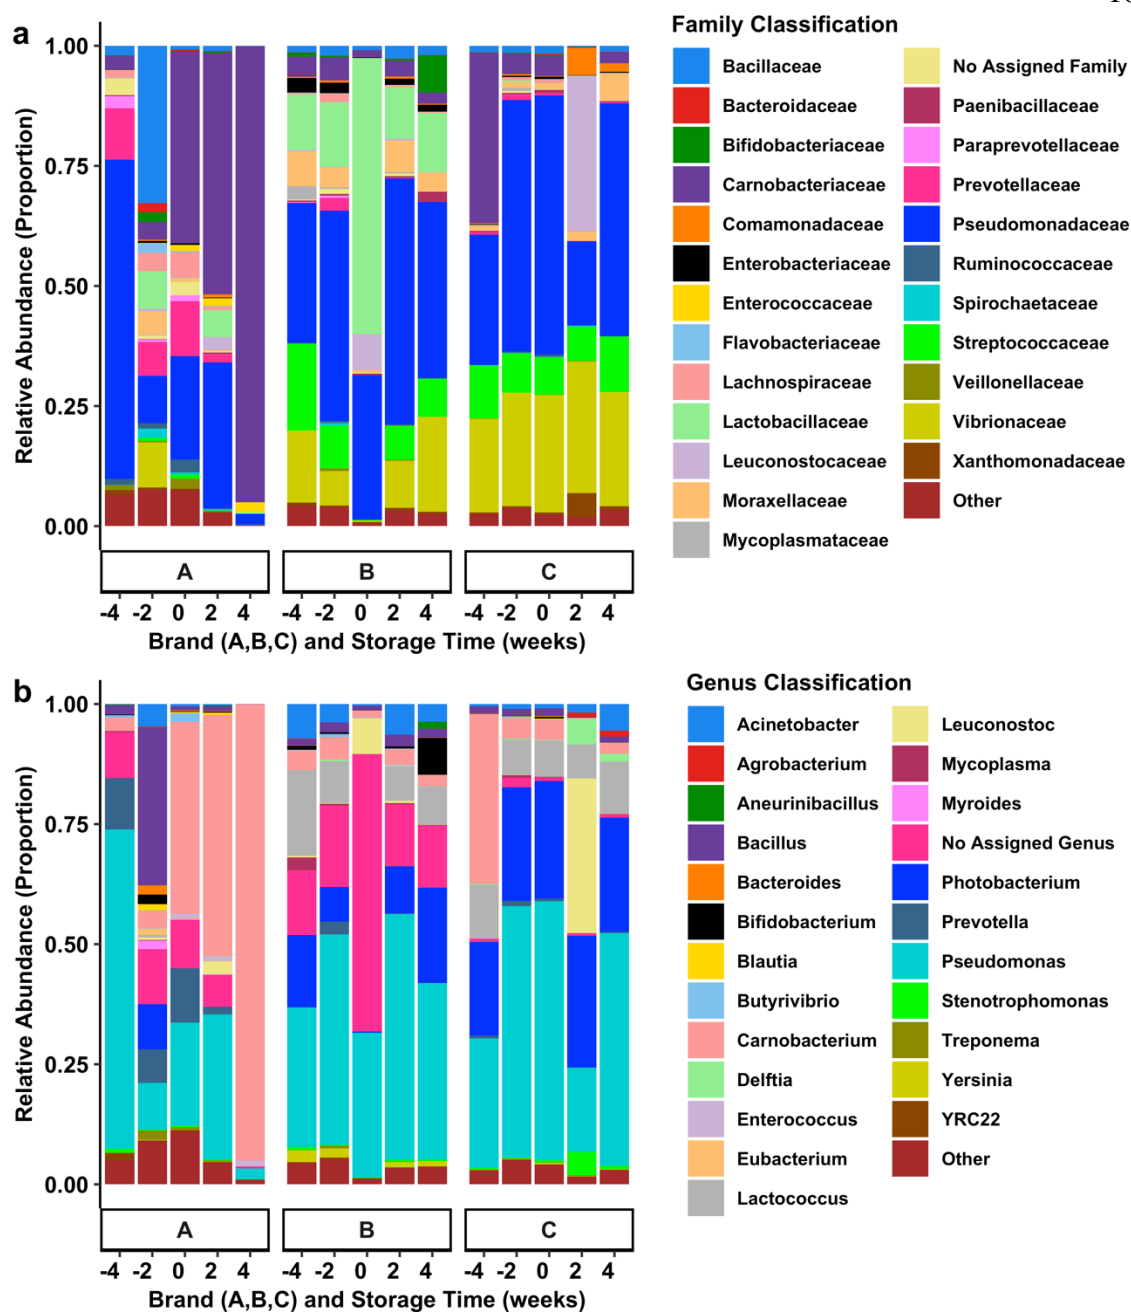 a
Relative Abundance (Proportion)
1.00
0.75
0.50
0.25
0.00
A B C
-4 -2 0 2 4 -4 -2 0 2 4 -4 -2 0 2 4
Brand (A,B,C) and Storage Time (weeks)
Family Classification
Bacillaceae
Bacteroidaceae
Bifidobacteriaceae
Carnobacteriaceae
Comamonadaceae
Enterobacteriaceae
Enterococcaceae
Flavobacteriaceae
Lachnospiraceae
Lactobacillaceae
Leuconostocaceae
Moraxellaceae
Mycoplasmataceae
No Assigned Family
Paenibacillaceae
Paraprevotellaceae
Prevotellaceae
Pseudomonadaceae
Ruminococcaceae
Spirochaetaceae
Streptococcaceae
Veillonellaceae
Vibrionaceae
Xanthomonadaceae
Other
b
Relative Abundance (Proportion)
1.00
0.75
0.50
0.25
0.00
A B C
-4 -2 0 2 4 -4 -2 0 2 4 -4 -2 0 2 4
Brand (A,B,C) and Storage Time (weeks)
Genus Classification
Acinetobacter
Agrobacterium
Aneurinibacillus
Bacillus
Bacteroides
Bifidobacterium
Blautia
Butyrivibrio
Carnobacterium
Delftia
Enterococcus
Eubacterium
Lactococcus
Leuconostoc
Mycoplasma
Myroides
No Assigned Genus
Photobacterium
Prevotella
Pseudomonas
Stenotrophomonas
Treponema
Yersinia
YRC22
Other